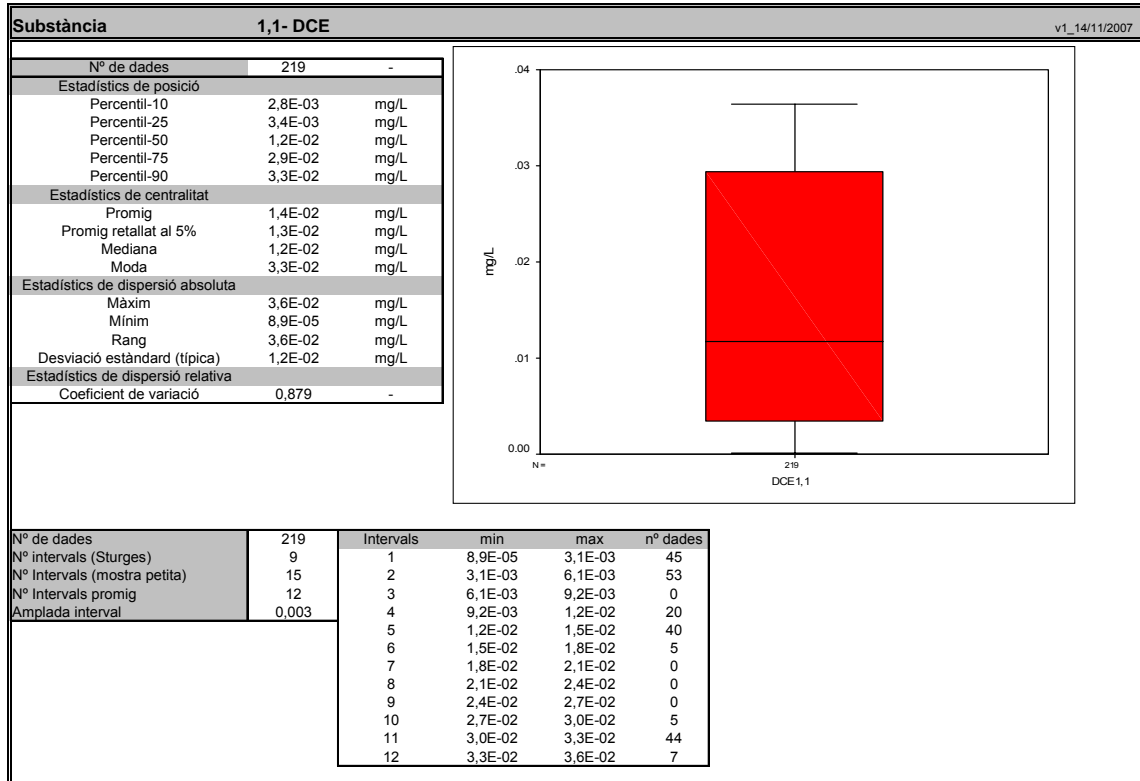 Substància 1,1- DCE v1_14/11/2007
Nº de dades 219 -
Estadístics de posició
Percentil-10 2,8E-03 mg/L
Percentil-25 3,4E-03 mg/L
Percentil-50 1,2E-02 mg/L
Percentil-75 2,9E-02 mg/L
Percentil-90 3,3E-02 mg/L
Estadístics de centralitat
Promig 1,4E-02 mg/L
Promig retallat al 5% 1,3E-02 mg/L
Mediana 1,2E-02 mg/L
Moda 3,3E-02 mg/L
Estadístics de dispersió absoluta
Màxim 3,6E-02 mg/L
Mínim 8,9E-05 mg/L
Rang 3,6E-02 mg/L
Desviació estàndard (típica) 1,2E-02 mg/L
Estadístics de dispersió relativa
Coeficient de variació 0,879 -
.04
.03
.02
.01
0.00
mg/L
N = 219
DCE1,1
Nº de dades 219
Nº intervals (Sturges) 9
Nº Intervals (mostra petita) 15
Nº Intervals promig 12
Amplada interval 0,003
Intervals min max nº dades
1 8,9E-05 3,1E-03 45
2 3,1E-03 6,1E-03 53
3 6,1E-03 9,2E-03 0
4 9,2E-03 1,2E-02 20
5 1,2E-02 1,5E-02 40
6 1,5E-02 1,8E-02 5
7 1,8E-02 2,1E-02 0
8 2,1E-02 2,4E-02 0
9 2,4E-02 2,7E-02 0
10 2,7E-02 3,0E-02 5
11 3,0E-02 3,3E-02 44
12 3,3E-02 3,6E-02 7